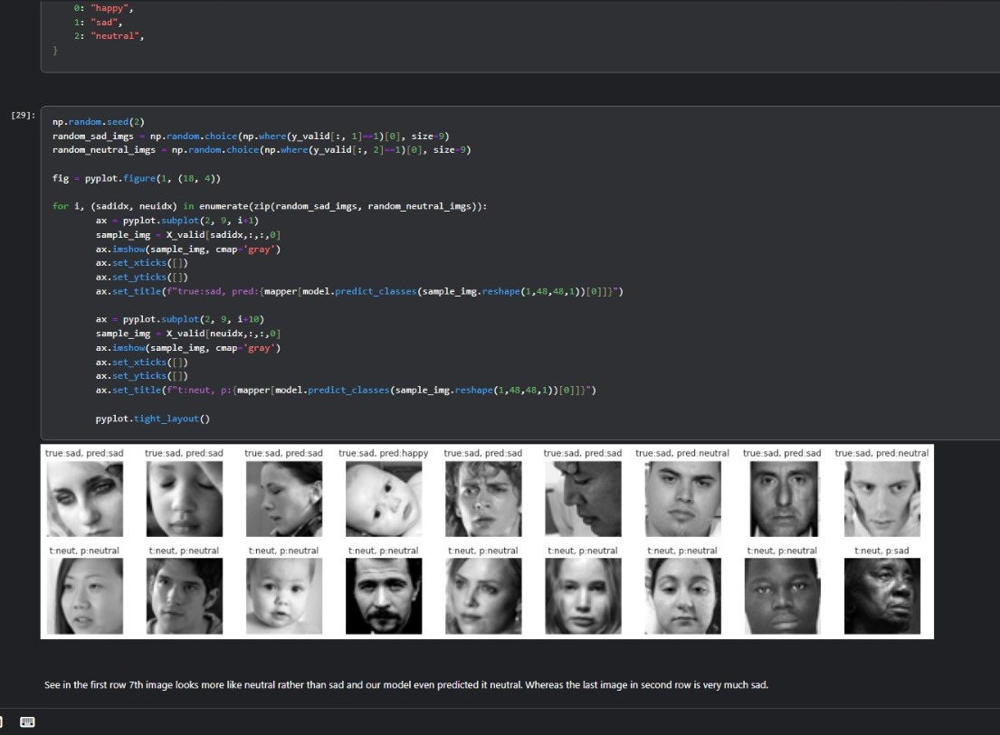 0: "happy",
1: "sad",
2: "neutral",
}
[29]:
np.random.seed(2)
random_sad_imgs = np.random.choice(np.where(y_valid[:, 1]==1)[0], size=9)
random_neutral_imgs = np.random.choice(np.where(y_valid[:, 2]==1)[0], size=9)
fig = pyplot.figure(1, (18, 4))
for i, (sadidx, neuidx) in enumerate(zip(random_sad_imgs, random_neutral_imgs)):
ax = pyplot.subplot(2, 9, i+1)
sample_img = X_valid[sadidx,:,:,0]
ax.imshow(sample_img, cmap='gray')
ax.set_xticks([])
ax.set_yticks([])
ax.set_title(f"true:sad, pred:{mapper[model.predict_classes(sample_img.reshape(1,48,48,1))[0]]}")
ax = pyplot.subplot(2, 9, i+10)
sample_img = X_valid[neuidx,:,:,0]
ax.imshow(sample_img, cmap='gray')
ax.set_xticks([])
ax.set_yticks([])
ax.set_title(f"t:neut, p:{mapper[model.predict_classes(sample_img.reshape(1,48,48,1))[0]]}")
pyplot.tight_layout()
true:sad, pred:sad true:sad, pred:sad true:sad, pred:sad true:sad, pred:happy true:sad, pred:sad true:sad, pred:sad true:sad, pred:neutral true:sad, pred:sad true:sad, pred:neutral
t:neut, p:neutral t:neut, p:neutral t:neut, p:neutral t:neut, p:neutral t:neut, p:neutral t:neut, p:neutral t:neut, p:neutral t:neut, p:neutral t:neut, p:sad
See in the first row 7th image looks more like neutral rather than sad and our model even predicted it neutral. Whereas the last image in second row is very much sad.